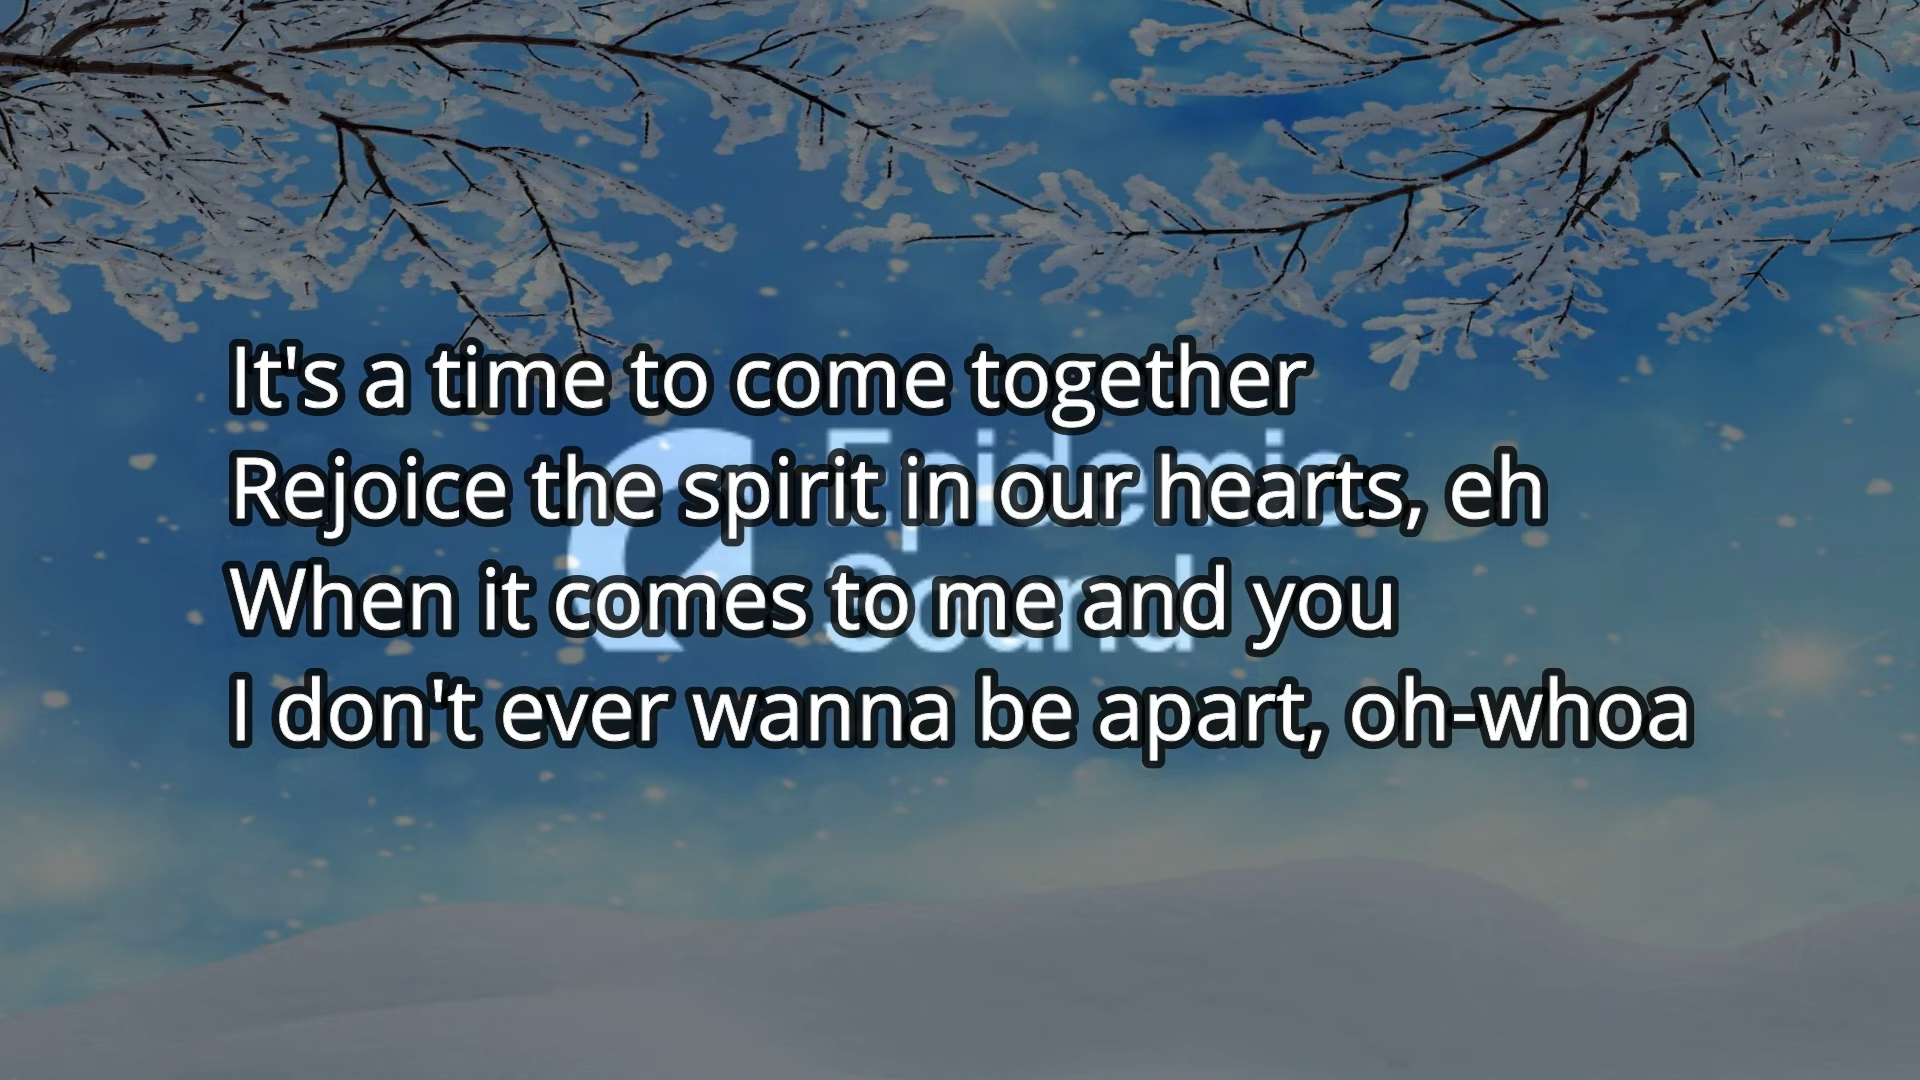 It's a time to come together
Rejoice the spirit in our hearts, eh
When it comes to me and you
I don't ever wanna be apart, oh-whoa
Epidemic
Sound